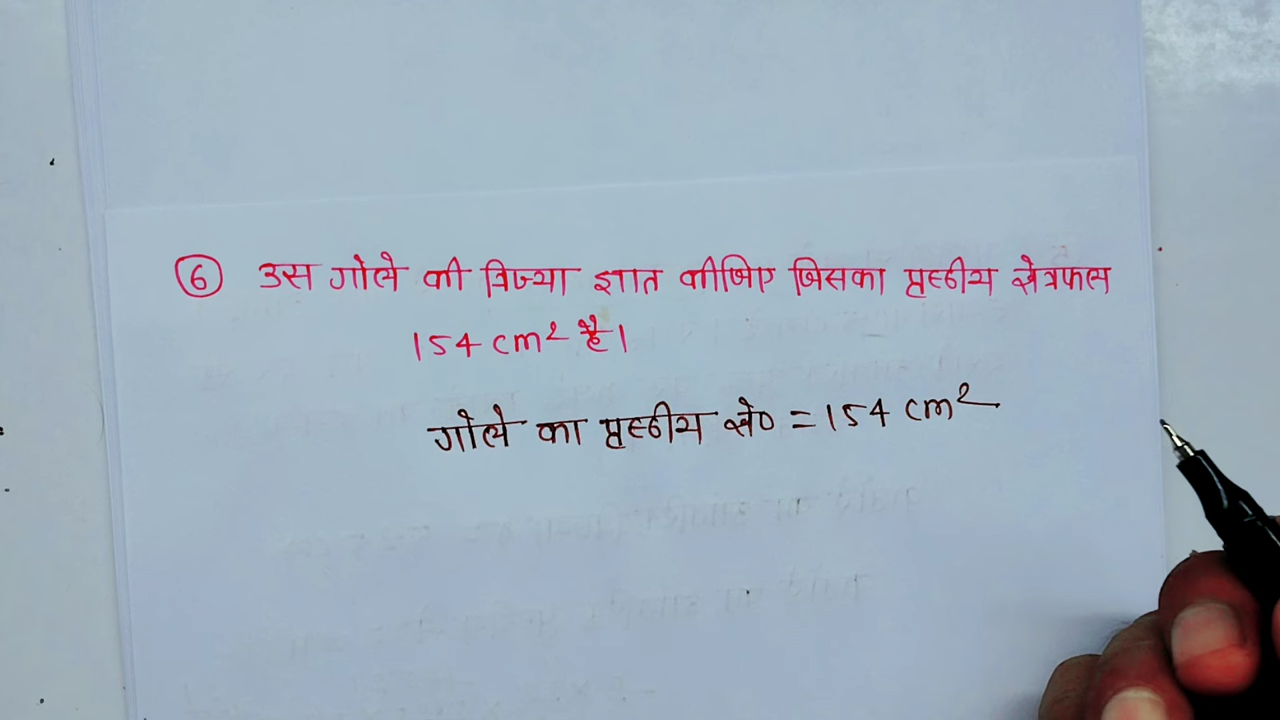 ⑥ उस गोले की त्रिज्या ज्ञात कीजिए जिसका पृष्ठीय क्षेत्रफल
154 cm² है।
गोले का पृष्ठीय क्षे० = 154 cm²